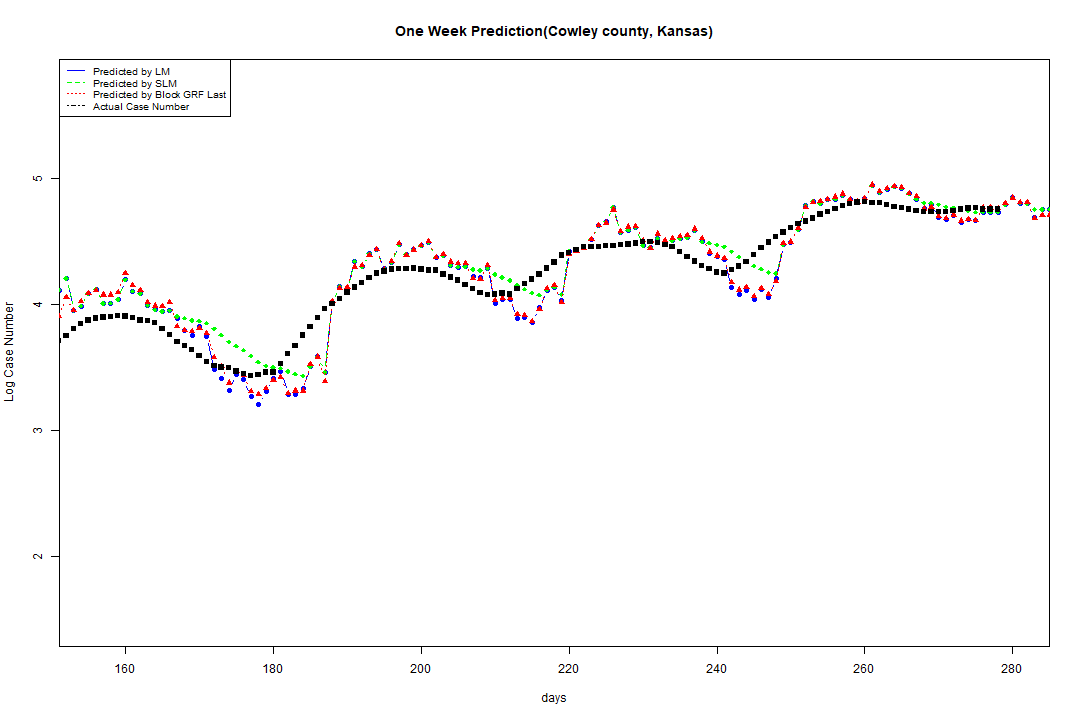 One Week Prediction(Cowley county, Kansas)
Predicted by LM
Predicted by SLM
Predicted by Block GRF Last
Actual Case Number
Log Case Number
5
4
3
2
160 180 200 220 240 260 280
days